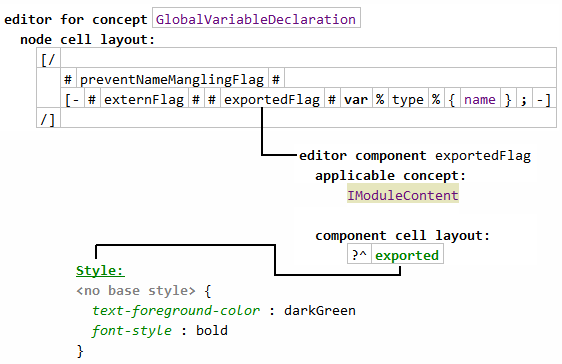 editor for concept GlobalVariableDeclaration
node cell layout:
[/
# preventNameManglingFlag #
[- # externFlag # # exportedFlag # var % type % { name } ; -]
/]
editor component exportedFlag
applicable concept:
IModuleContent
component cell layout:
?^ exported
Style:
<no base style> {
text-foreground-color : darkGreen
font-style : bold
}